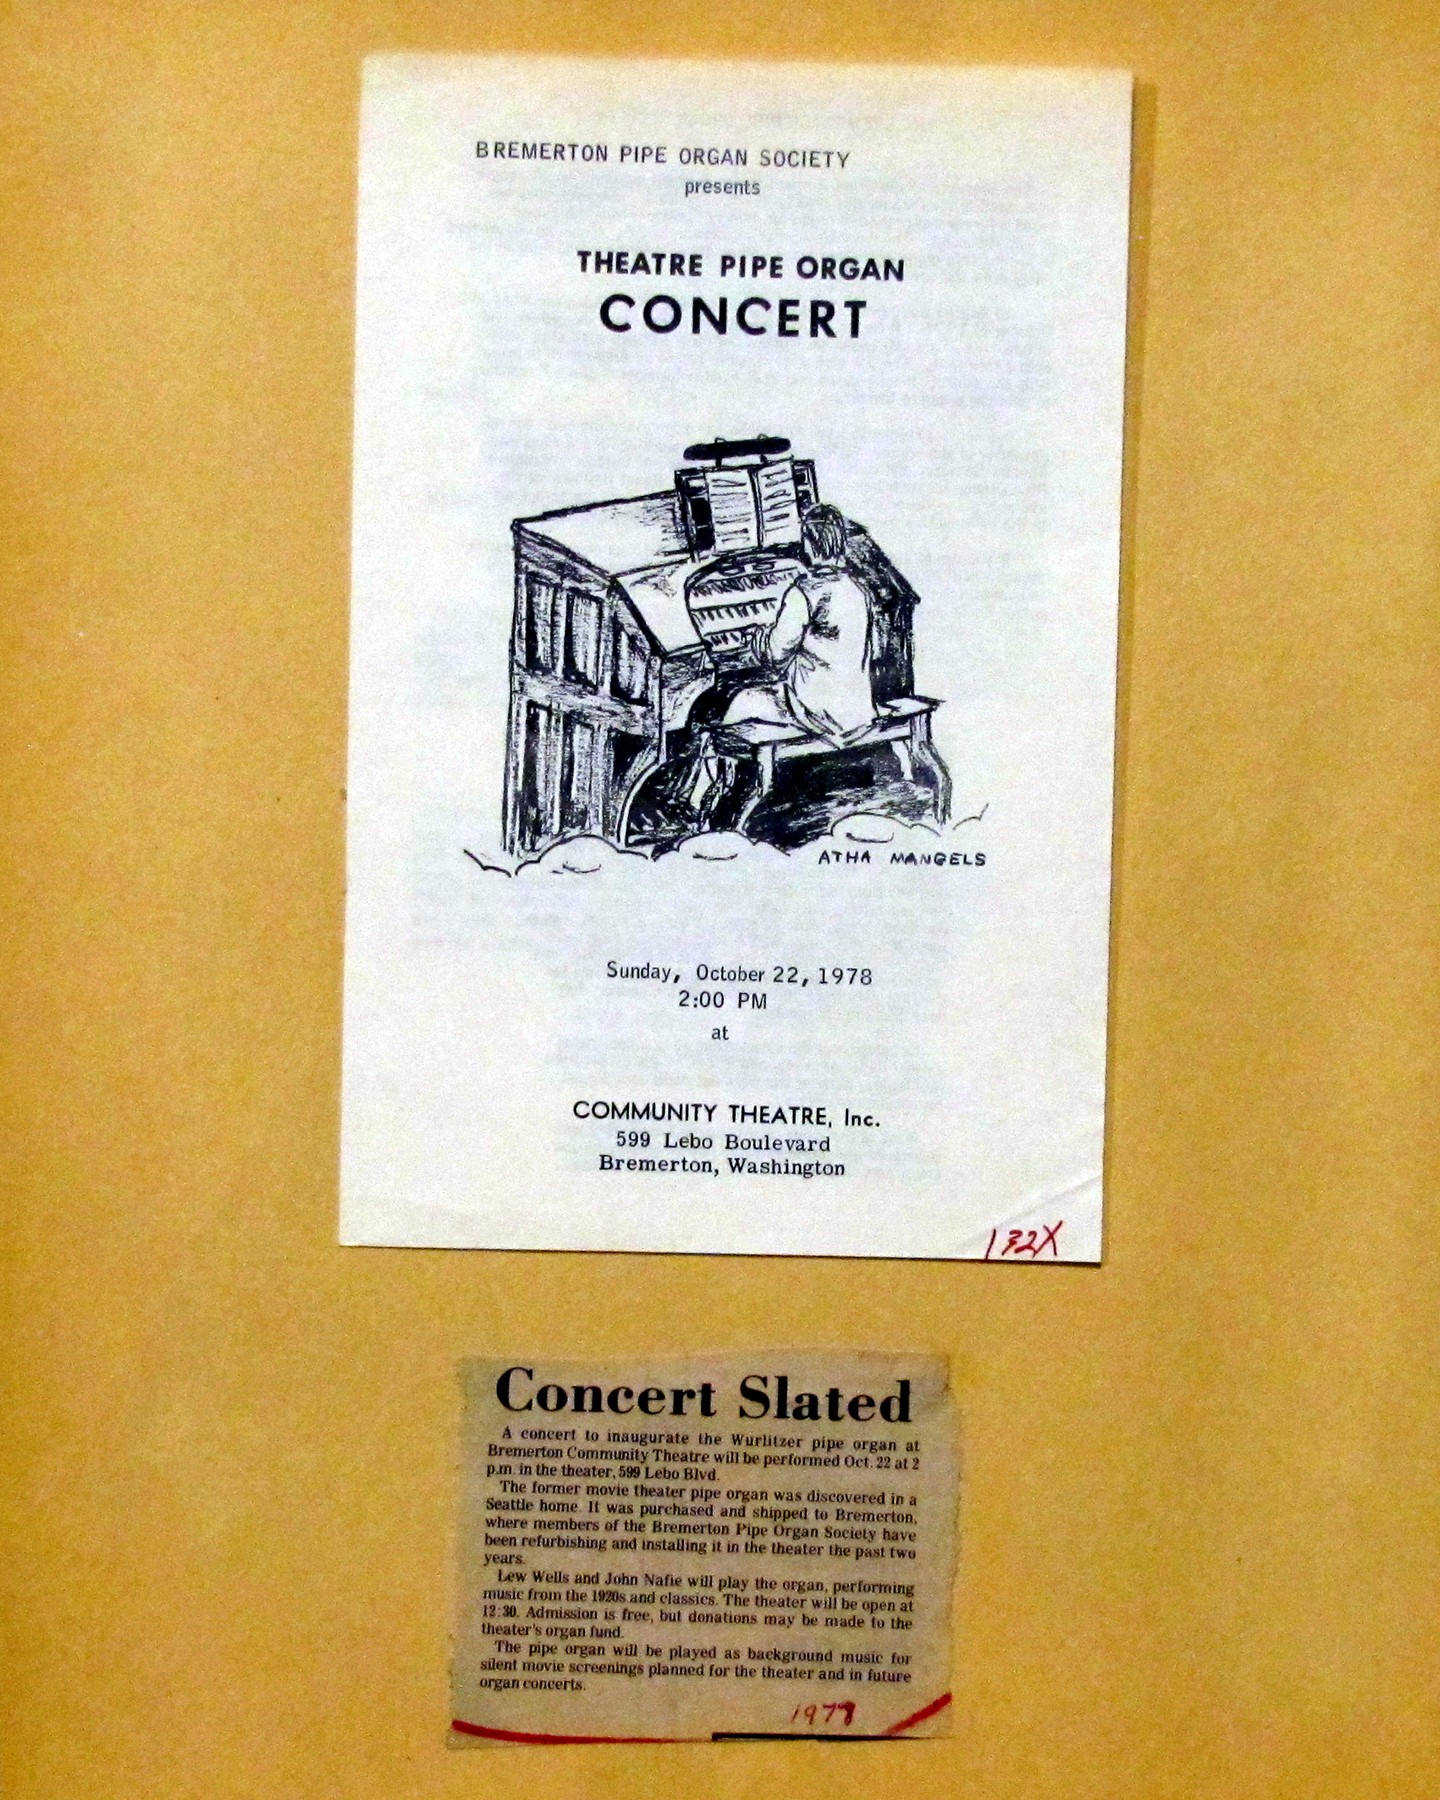 BREMERTON PIPE ORGAN SOCIETY
presents
THEATRE PIPE ORGAN
CONCERT
ATHA MANGELS
Sunday, October 22, 1978
2:00 PM
at
COMMUNITY THEATRE, Inc.
599 Lebo Boulevard
Bremerton, Washington
132X
Concert Slated
A concert to inaugurate the Wurlitzer pipe organ at
Bremerton Community Theatre will be performed Oct. 22 at 2
p.m. in the theater, 599 Lebo Blvd.
The former movie theater pipe organ was discovered in a
Seattle home. It was purchased and shipped to Bremerton,
where members of the Bremerton Pipe Organ Society have
been refurbishing and installing it in the theater the past two
years.
Lew Wells and John Nafie will play the organ, performing
music from the 1920s and classics. The theater will be open at
12:30. Admission is free, but donations may be made to the
theater's organ fund.
The pipe organ will be played as background music for
silent movie screenings planned for the theater and in future
organ concerts.
1978